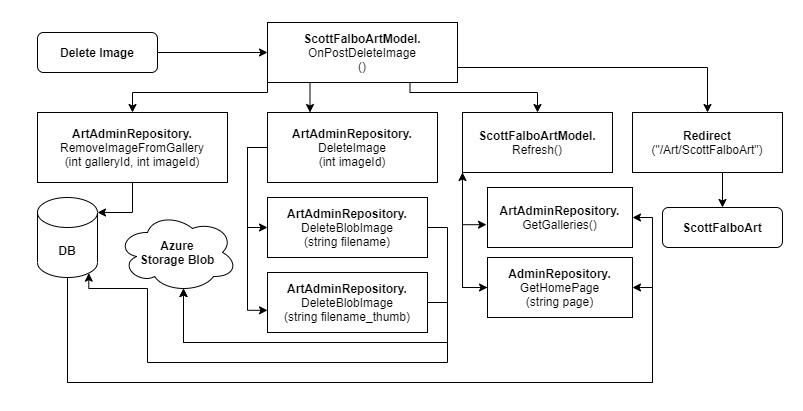 Delete Image
ScottFalboArtModel.
OnPostDeleteImage
()
ArtAdminRepository.
RemoveImageFromGallery
(int galleryId, int imageId)
ArtAdminRepository.
DeleteImage
(int imageId)
ScottFalboArtModel.
Refresh()
Redirect
("/Art/ScottFalboArt")
DB
Azure
Storage Blob
ArtAdminRepository.
DeleteBlobImage
(string filename)
ArtAdminRepository.
GetGalleries()
ScottFalboArt
ArtAdminRepository.
DeleteBlobImage
(string filename_thumb)
AdminRepository.
GetHomePage
(string page)